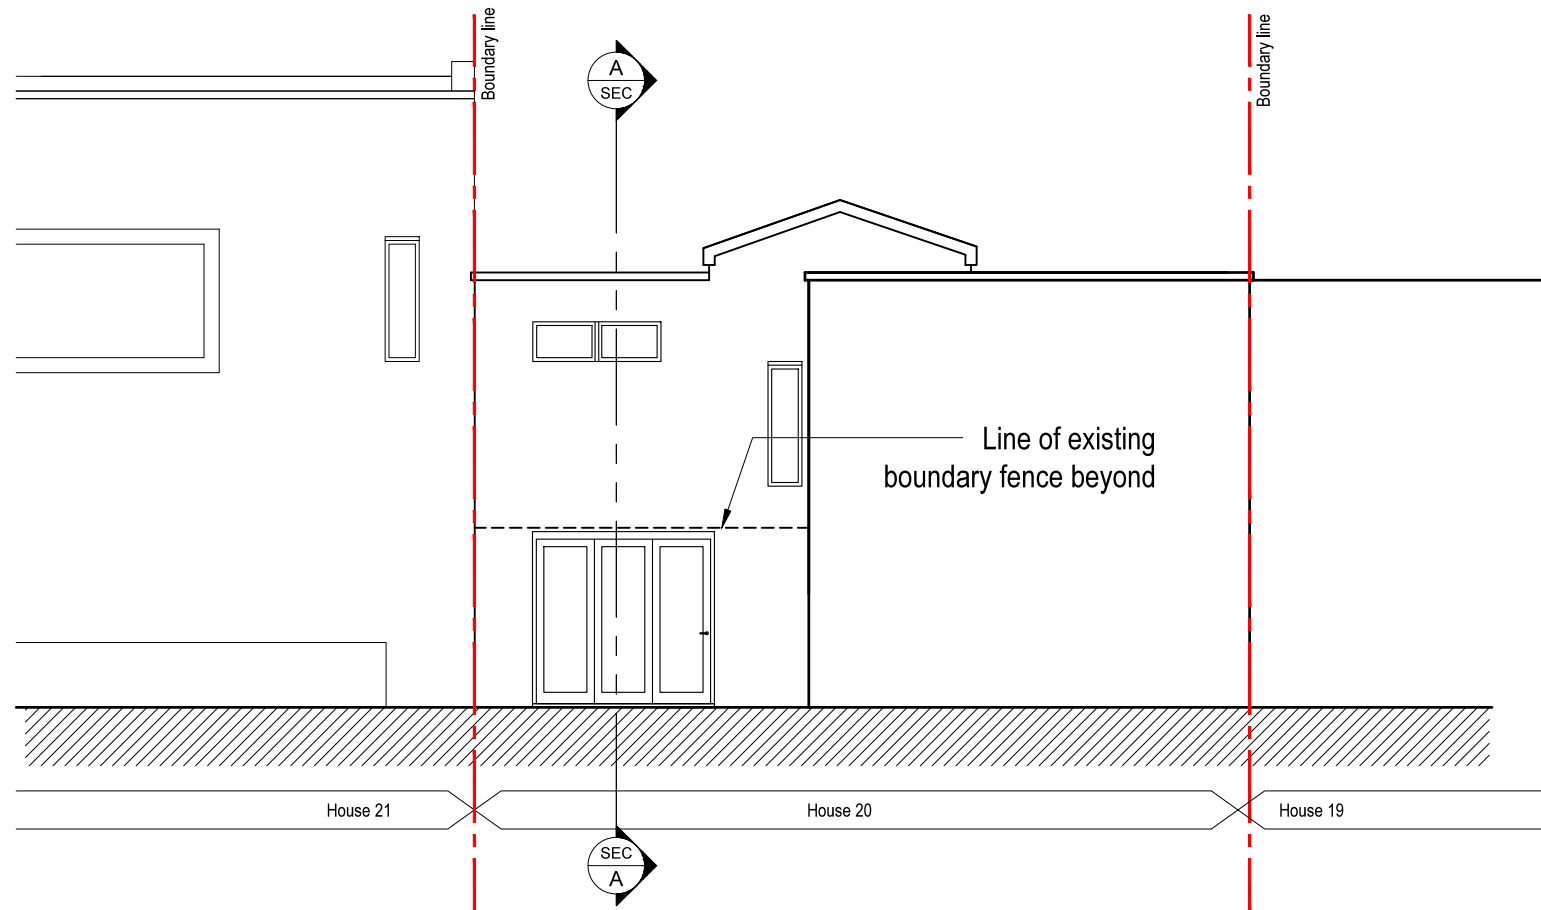 Boundary line
A
SEC
Boundary line
Line of existing
boundary fence beyond
House 21
House 20
House 19
SEC
A